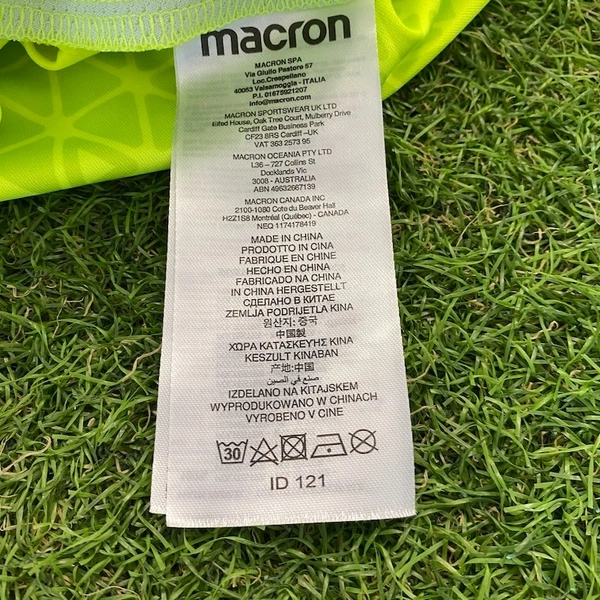 macron
MACRON SPA
Via Giulio Pastore 57
Loc.Crespellano
40053 Valsamoggia - ITALIA
P.I. 01675921207
info@macron.com
MACRON SPORTSWEAR UK LTD
Eifed House, Oak Tree Court, Mulberry Drive
Cardiff Gate Business Park
CF23 8RS Cardiff -UK
VAT 363 2573 95
MACRON OCEANIA PTY LTD
L36 – 727 Collins St
Docklands Vic
3008 - AUSTRALIA
ABN 49632667139
MACRON CANADA INC
2100-1080 Cote du Beaver Hall
H2Z1S8 Montréal (Québec) - CANADA
NEQ 1174178419
MADE IN CHINA
PRODOTTO IN CINA
FABRIQUE EN CHINE
HECHO EN CHINA
FABRICADO NA CHINA
IN CHINA HERGESTELLT
СДЕЛАНО В КИТАЕ
ZEMLJA PODRIJETLA KINA
원산지: 중국
中国製
ΧΩΡΑ ΚΑΤΑΣΚΕΥΗΣ ΚΙΝΑ
KESZULT KINABAN
产地:中国
صنع في الصين
IZDELANO NA KITAJSKEM
WYPRODUKOWANO W CHINACH
VYROBENO V CINE
30
ID 121